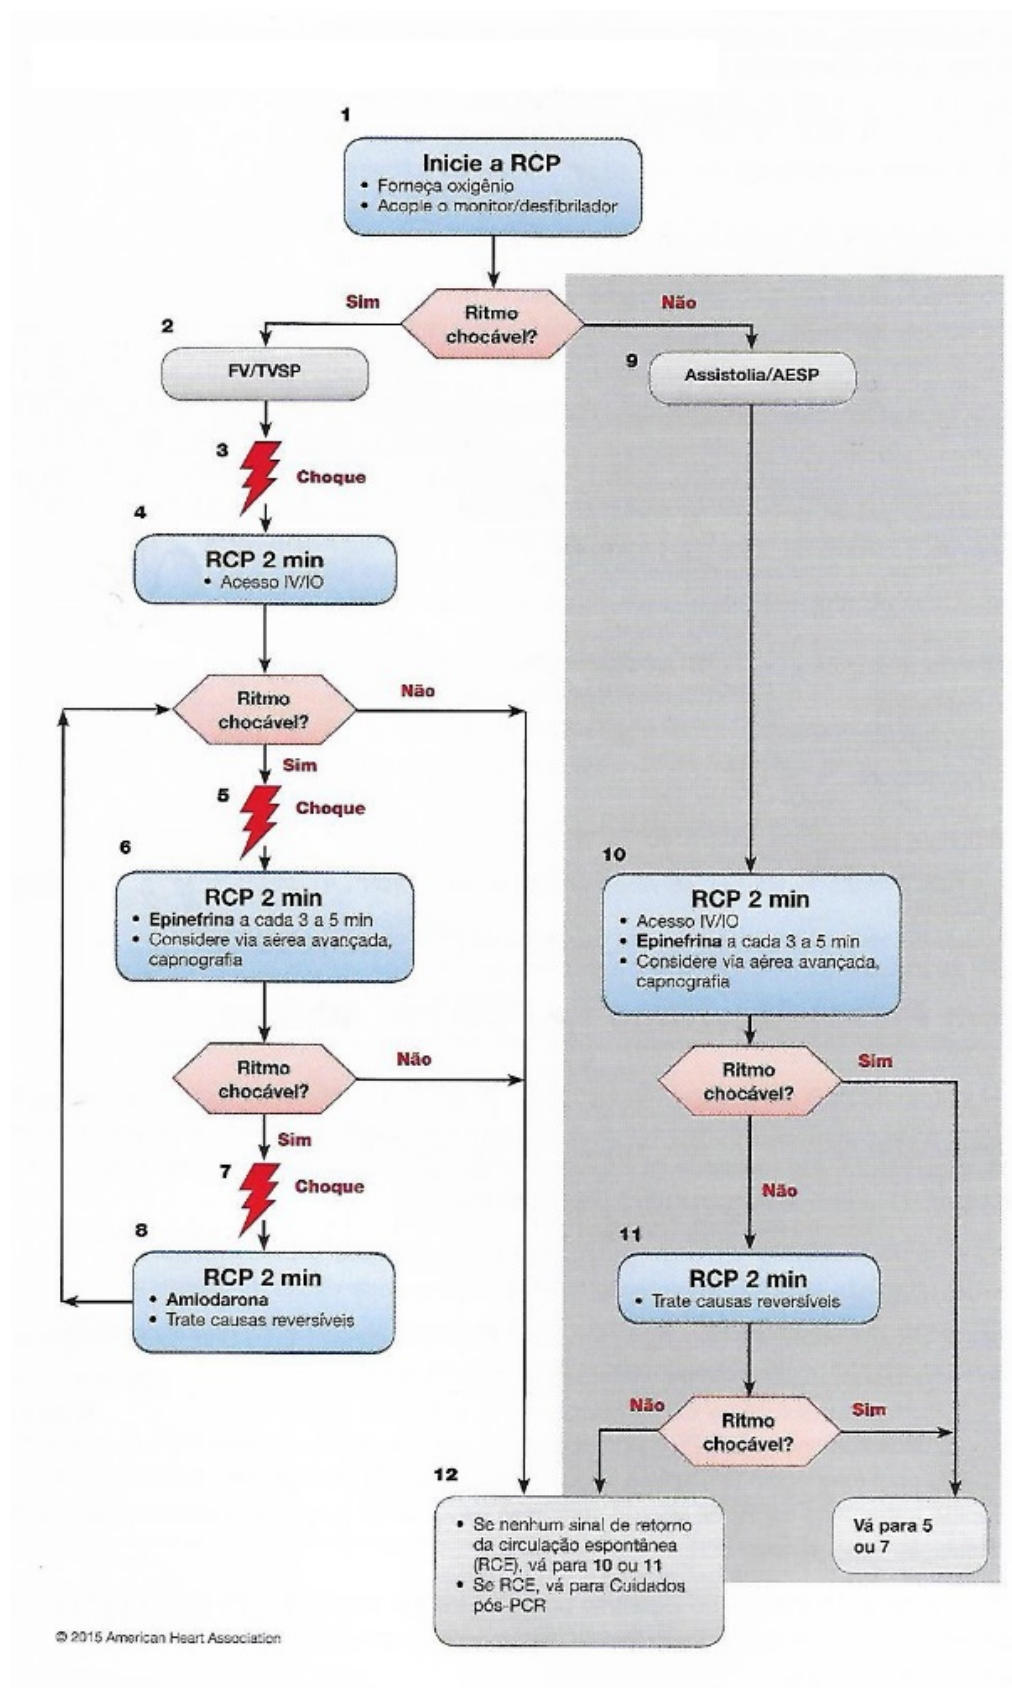 1
Inicie a RCP
• Forneça oxigênio
• Acople o monitor/desfibrilador
Ritmo
chocável?
Sim
Não
2
FV/TVSP
9
Assistolia/AESP
3
Choque
4
RCP 2 min
• Acesso IV/IO
Ritmo
chocável?
Não
Sim
5
Choque
6
RCP 2 min
• Epinefrina a cada 3 a 5 min
• Considere via aérea avançada,
capnografia
10
RCP 2 min
• Acesso IV/IO
• Epinefrina a cada 3 a 5 min
• Considere via aérea avançada,
capnografia
Ritmo
chocável?
Não
Sim
Ritmo
chocável?
Sim
Não
7
Choque
8
RCP 2 min
• Amiodarona
• Trate causas reversíveis
11
RCP 2 min
• Trate causas reversíveis
Ritmo
chocável?
Não
Sim
12
• Se nenhum sinal de retorno
da circulação espontânea
(RCE), vá para 10 ou 11
• Se RCE, vá para Cuidados
pós-PCR
Vá para 5
ou 7
© 2015 American Heart Association